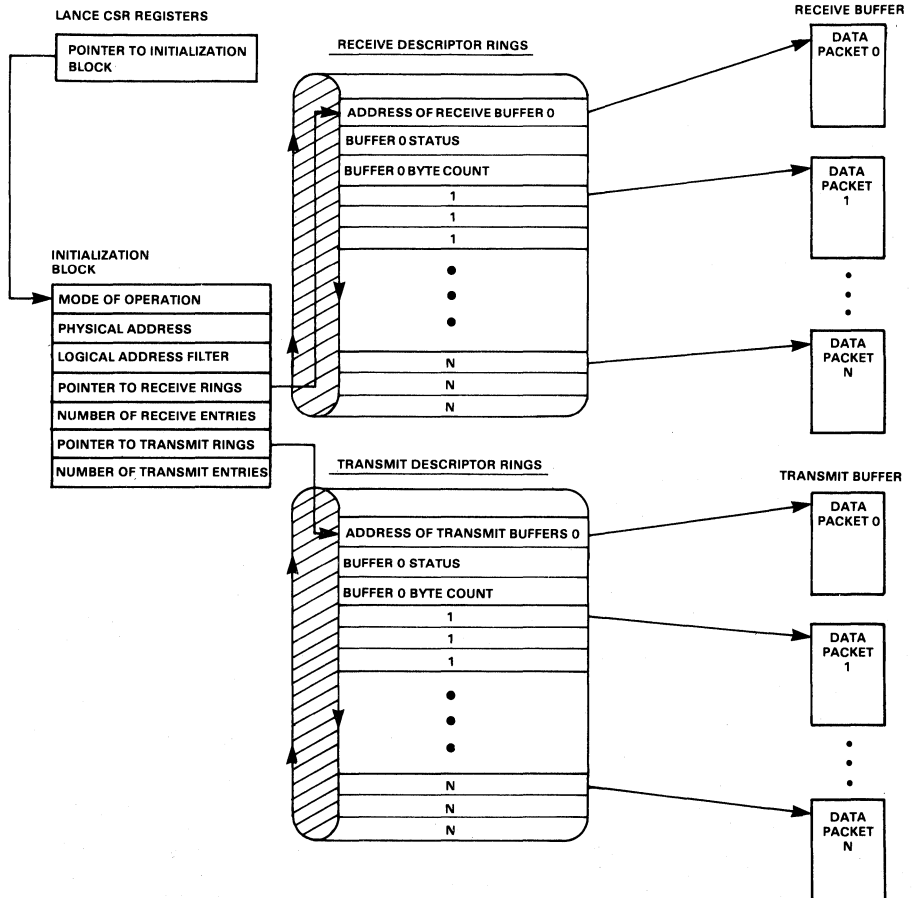 LANCE CSR REGISTERS
POINTER TO INITIALIZATION
BLOCK
INITIALIZATION
BLOCK
MODE OF OPERATION
PHYSICAL ADDRESS
LOGICAL ADDRESS FILTER
POINTER TO RECEIVE RINGS
NUMBER OF RECEIVE ENTRIES
POINTER TO TRANSMIT RINGS
NUMBER OF TRANSMIT ENTRIES
RECEIVE DESCRIPTOR RINGS
ADDRESS OF RECEIVE BUFFER 0
BUFFER 0 STATUS
BUFFER 0 BYTE COUNT
1
1
1
N
N
N
RECEIVE BUFFER
DATA
PACKET 0
DATA
PACKET
1
DATA
PACKET
N
TRANSMIT DESCRIPTOR RINGS
ADDRESS OF TRANSMIT BUFFERS 0
BUFFER 0 STATUS
BUFFER 0 BYTE COUNT
1
1
1
N
N
N
TRANSMIT BUFFER
DATA
PACKET 0
DATA
PACKET
1
DATA
PACKET
N